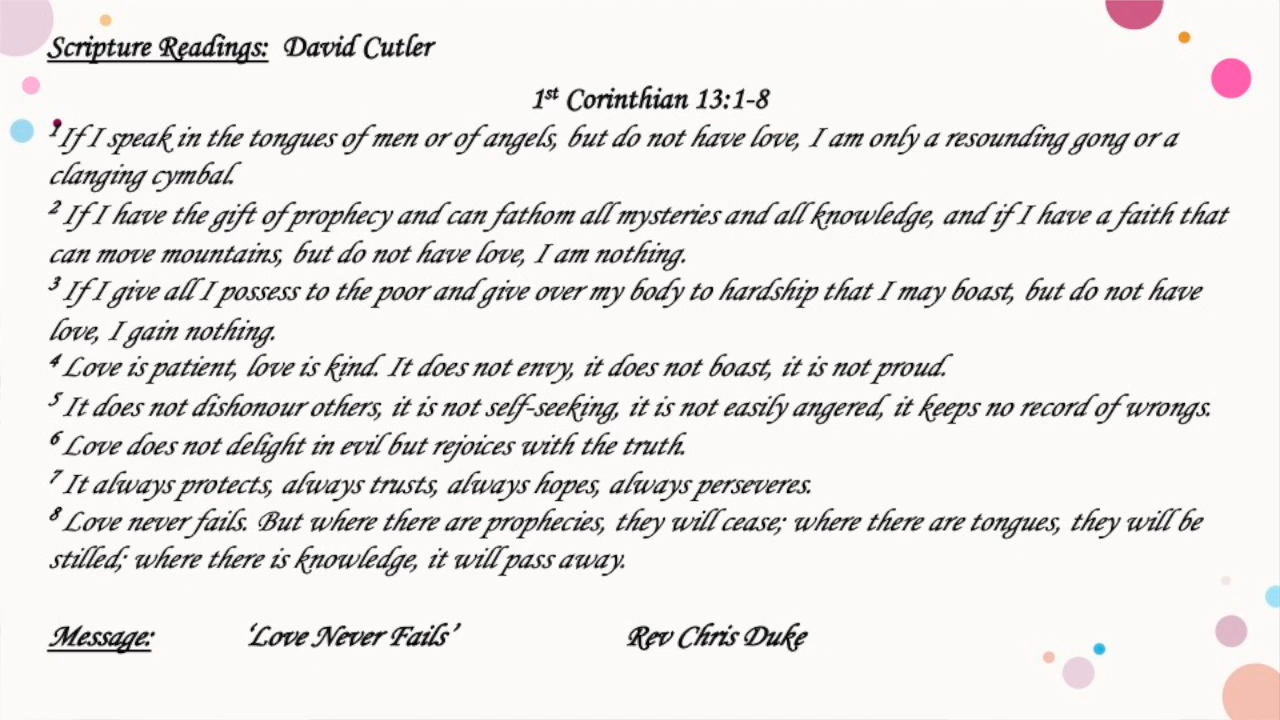 Scripture Readings: David Cutler
1st Corinthian 13:1-8
1 If I speak in the tongues of men or of angels, but do not have love, I am only a resounding gong or a
clanging cymbal.
2 If I have the gift of prophecy and can fathom all mysteries and all knowledge, and if I have a faith that
can move mountains, but do not have love, I am nothing.
3 If I give all I possess to the poor and give over my body to hardship that I may boast, but do not have
love, I gain nothing.
4 Love is patient, love is kind. It does not envy, it does not boast, it is not proud.
5 It does not dishonour others, it is not self-seeking, it is not easily angered, it keeps no record of wrongs.
6 Love does not delight in evil but rejoices with the truth.
7 It always protects, always trusts, always hopes, always perseveres.
8 Love never fails. But where there are prophecies, they will cease; where there are tongues, they will be
stilled; where there is knowledge, it will pass away.
Message: ‘Love Never Fails’ Rev Chris Duke